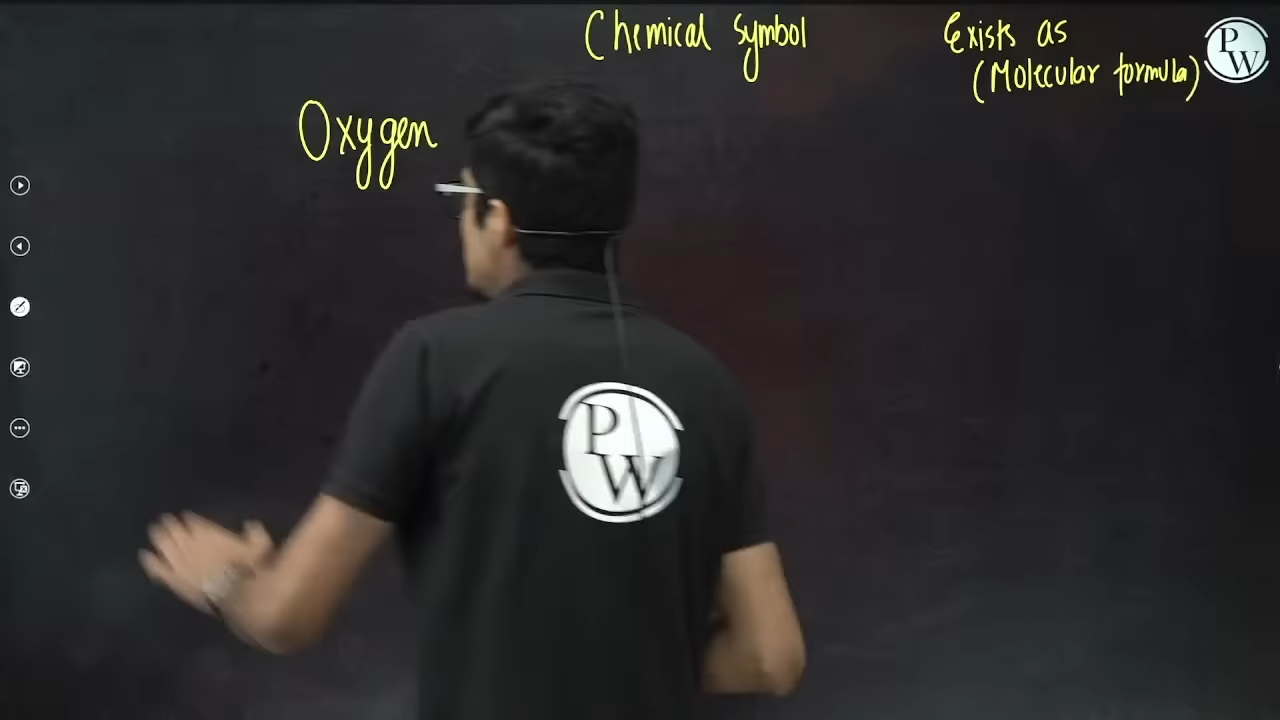 Chemical Symbol
Exists as
(Molecular formula)
PW
Oxygen
PW